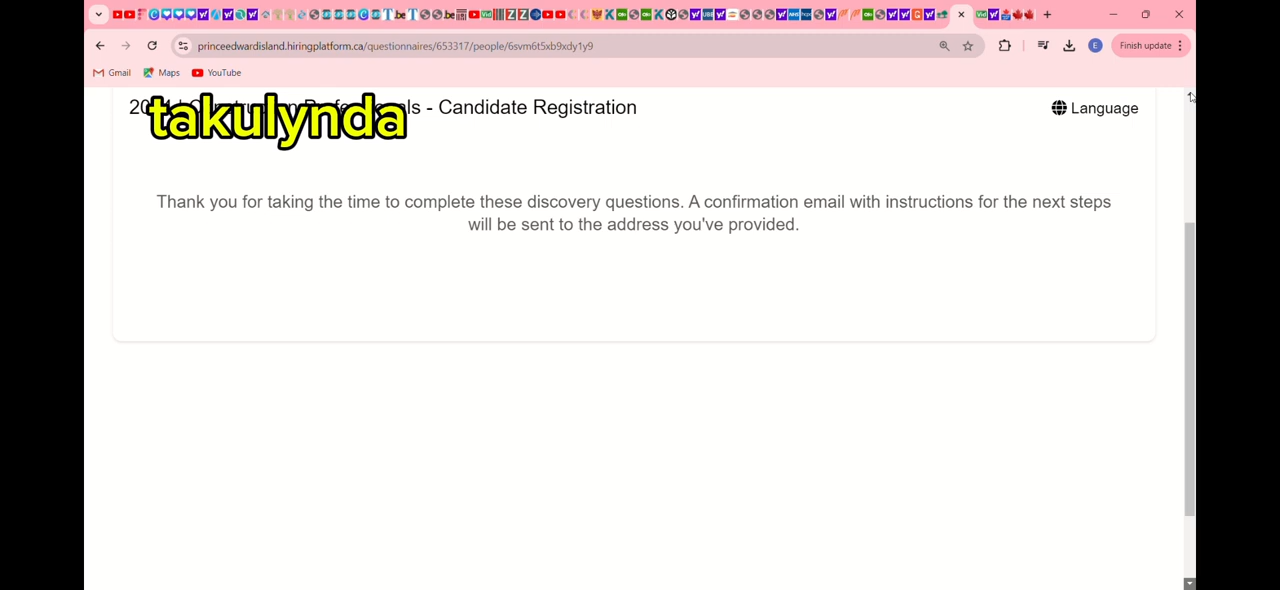 princeedwardisland.hiringplatform.ca/questionnaires/653317/people/6svm6t5xb9xdy1y9
Finish update
Gmail Maps YouTube
takulynda
- Candidate Registration
Language
Thank you for taking the time to complete these discovery questions. A confirmation email with instructions for the next steps
will be sent to the address you've provided.